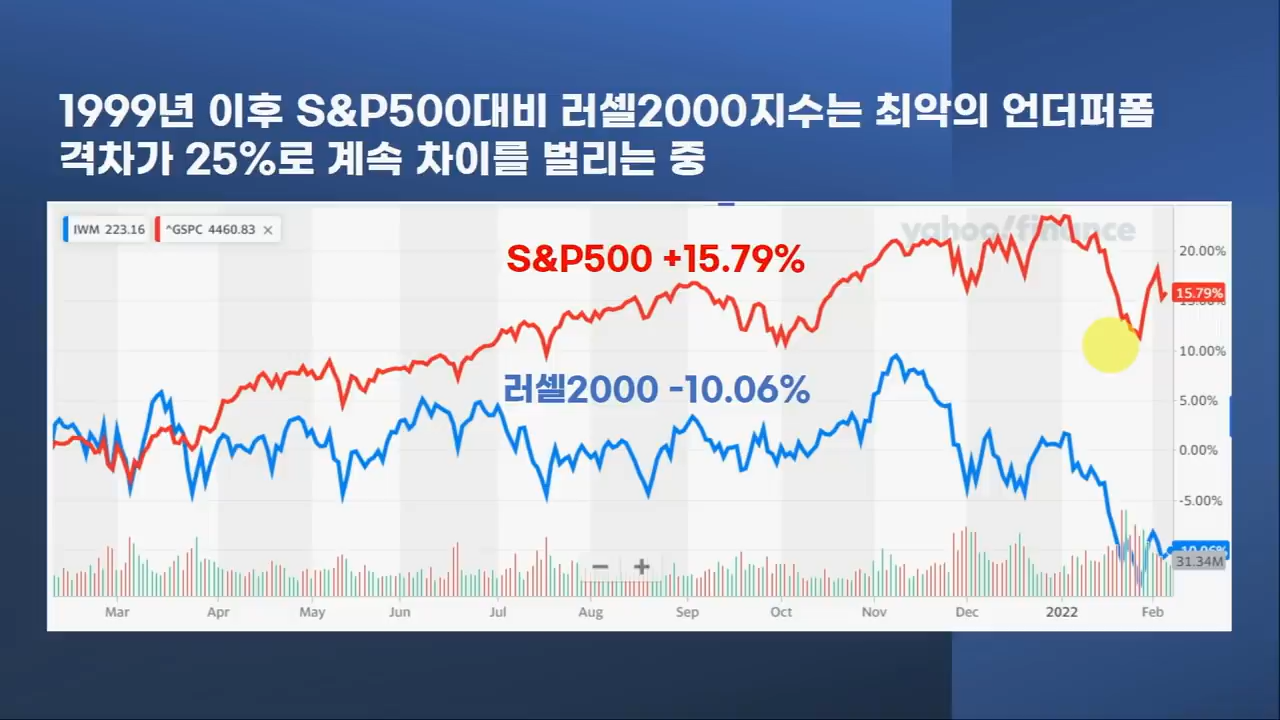 1999년 이후 S&P500대비 러셀2000지수는 최악의 언더퍼폼
격차가 25%로 계속 차이를 벌리는 중
IWM 223.16
^GSPC 4460.83 ×
yahoo!finance
S&P500 +15.79%
20.00%
15.79%
15.00%
10.00%
러셀2000 -10.06%
5.00%
0.00%
-5.00%
31.34M
− +
Mar Apr May Jun Jul Aug Sep Oct Nov Dec 2022 Feb